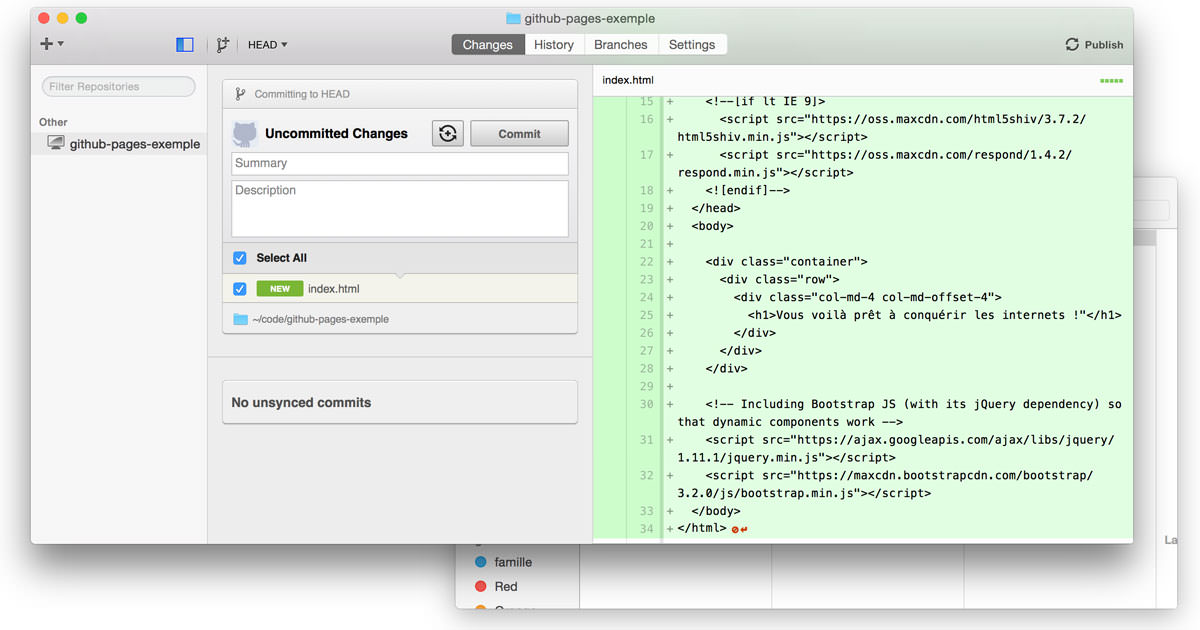 github-pages-exemple
HEAD
Changes
History
Branches
Settings
Publish
Filter Repositories
Other
github-pages-exemple
Committing to HEAD
Uncommitted Changes
Commit
Summary
Description
Select All
NEW index.html
~/code/github-pages-exemple
No unsynced commits
index.html
15 + <!--[if lt IE 9]>
16 + <script src="https://oss.maxcdn.com/html5shiv/3.7.2/
html5shiv.min.js"></script>
17 + <script src="https://oss.maxcdn.com/respond/1.4.2/
respond.min.js"></script>
18 + <![endif]-->
19 + </head>
20 + <body>
21 +
22 + <div class="container">
23 + <div class="row">
24 + <div class="col-md-4 col-md-offset-4">
25 + <h1>Vous voilà prêt à conquérir les internets !"</h1>
26 + </div>
27 + </div>
28 + </div>
29 +
30 + <!-- Including Bootstrap JS (with its jQuery dependency) so
that dynamic components work -->
31 + <script src="https://ajax.googleapis.com/ajax/libs/jquery/
1.11.1/jquery.min.js"></script>
32 + <script src="https://maxcdn.bootstrapcdn.com/bootstrap/
3.2.0/js/bootstrap.min.js"></script>
33 + </body>
34 + </html>
La
famille
Red